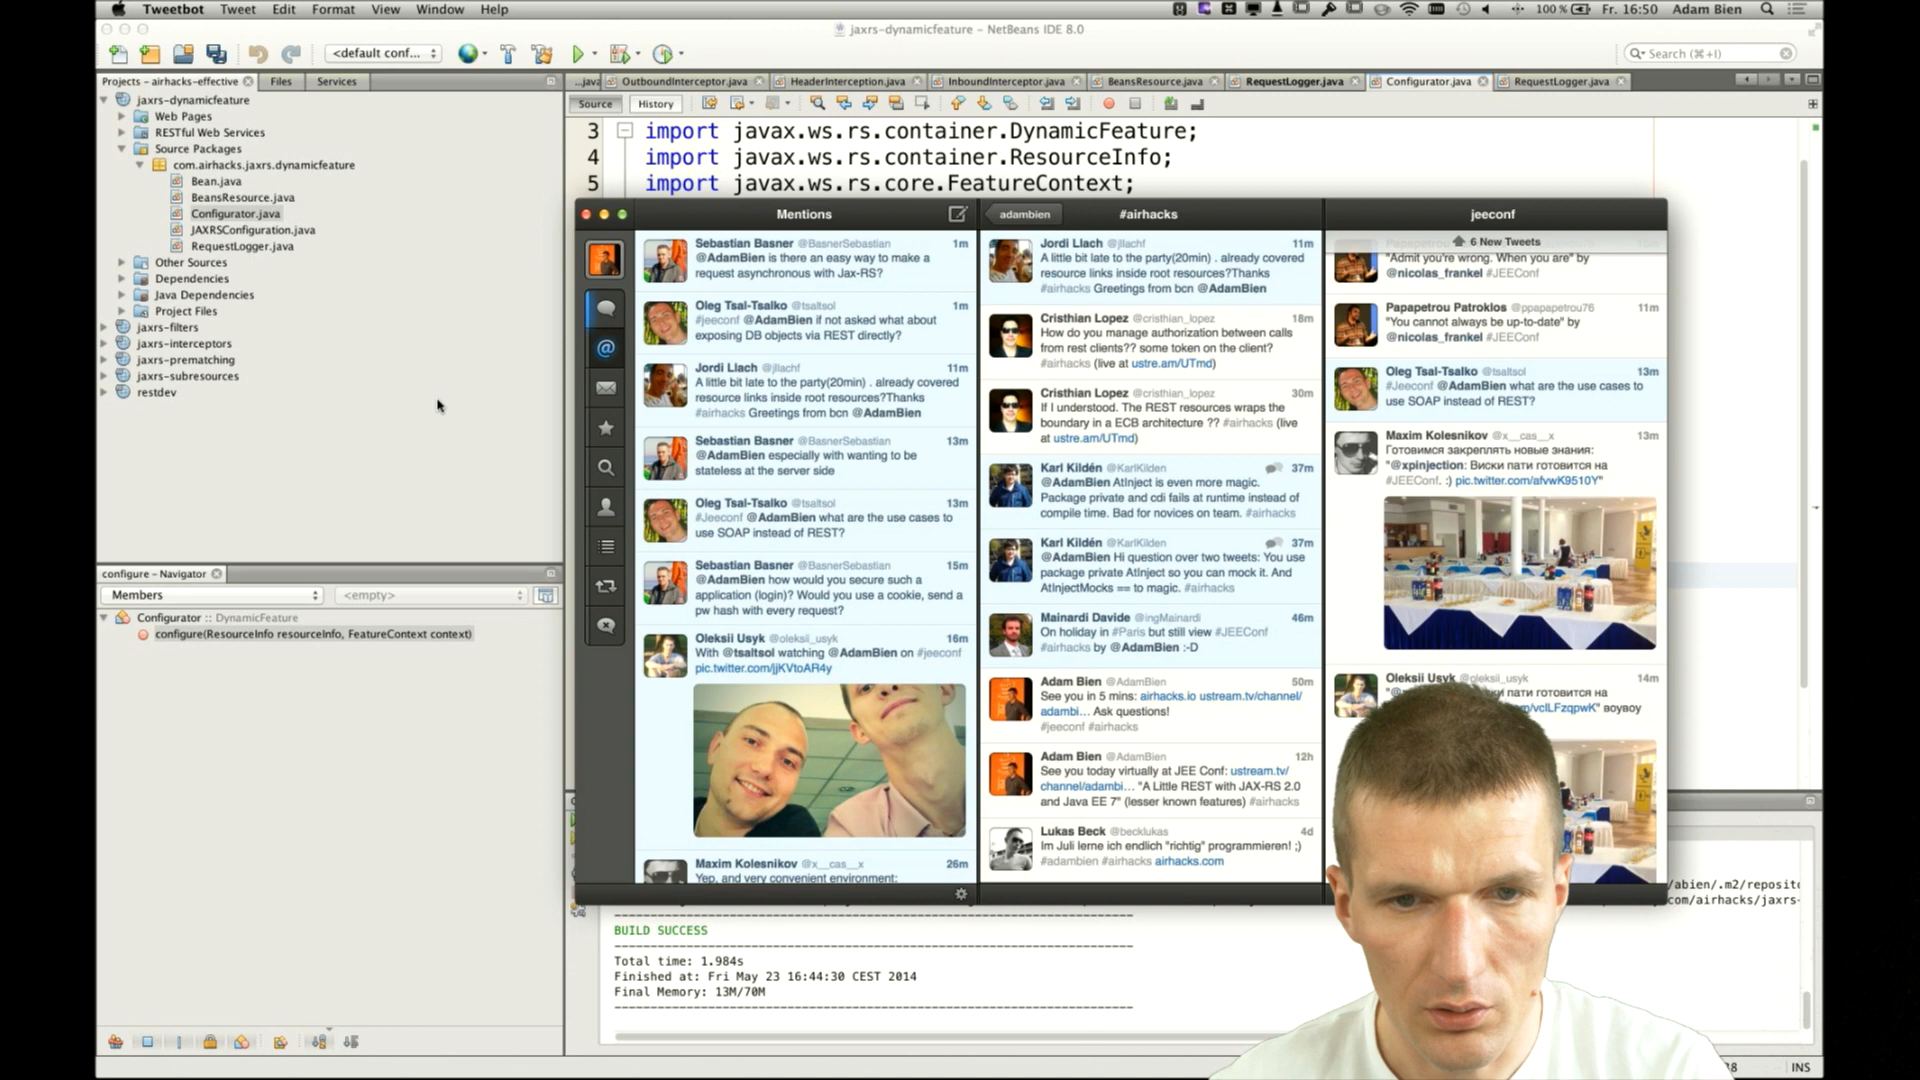 Tweetbot Tweet Edit Format View Window Help
100 % Fr. 16:50 Adam Bien
jaxrs-dynamicfeature – NetBeans IDE 8.0
<default conf...
Search (⌘+I)
Projects – airhacks-effective Files Services
...java OutboundInterceptor.java HeaderInterception.java InboundInterceptor.java BeansResource.java RequestLogger.java Configurator.java RequestLogger.java
Source History
jaxrs-dynamicfeature
Web Pages
RESTful Web Services
Source Packages
com.airhacks.jaxrs.dynamicfeature
Bean.java
BeansResource.java
Configurator.java
JAXRSConfiguration.java
RequestLogger.java
Other Sources
Dependencies
Java Dependencies
Project Files
jaxrs-filters
jaxrs-interceptors
jaxrs-prematching
jaxrs-subresources
restdev
3 import javax.ws.rs.container.DynamicFeature;
4 import javax.ws.rs.container.ResourceInfo;
5 import javax.ws.rs.core.FeatureContext;
configure – Navigator
Members <empty>
Configurator :: DynamicFeature
configure(ResourceInfo resourceInfo, FeatureContext context)
Mentions
Sebastian Basner @BasnerSebastian 1m
@AdamBien is there an easy way to make a
request asynchronous with Jax-RS?
Oleg Tsal-Tsalko @tsaltsol 1m
#jeeconf @AdamBien if not asked what about
exposing DB objects via REST directly?
Jordi Llach @jllachf 11m
A little bit late to the party(20min) . already covered
resource links inside root resources?Thanks
#airhacks Greetings from bcn @AdamBien
Sebastian Basner @BasnerSebastian 13m
@AdamBien especially with wanting to be
stateless at the server side
Oleg Tsal-Tsalko @tsaltsol 13m
#Jeeconf @AdamBien what are the use cases to
use SOAP instead of REST?
Sebastian Basner @BasnerSebastian 15m
@AdamBien how would you secure such a
application (login)? Would you use a cookie, send a
pw hash with every request?
Oleksii Usyk @oleksii_usyk 16m
With @tsaltsol watching @AdamBien on #jeeconf
pic.twitter.com/jjKVtoAR4y
Maxim Kolesnikov @x__cas__x 26m
Yep, and very convenient environment:
adambien #airhacks
Jordi Llach @jllachf 11m
A little bit late to the party(20min) . already covered
resource links inside root resources?Thanks
#airhacks Greetings from bcn @AdamBien
Cristhian Lopez @cristhian_lopez 18m
How do you manage authorization between calls
from rest clients?? some token on the client?
#airhacks (live at ustre.am/UTmd)
Cristhian Lopez @cristhian_lopez 30m
If I understood. The REST resources wraps the
boundary in a ECB architecture ?? #airhacks (live
at ustre.am/UTmd)
Karl Kildén @KarlKilden 37m
@AdamBien AtInject is even more magic.
Package private and cdi fails at runtime instead of
compile time. Bad for novices on team. #airhacks
Karl Kildén @KarlKilden 37m
@AdamBien Hi question over two tweets: You use
package private AtInject so you can mock it. And
AtInjectMocks == to magic. #airhacks
Mainardi Davide @ingMainardi 46m
On holiday in #Paris but still view #JEEConf
#airhacks by @AdamBien :-D
Adam Bien @AdamBien 50m
See you in 5 mins: airhacks.io ustream.tv/channel/
adambi... Ask questions!
#jeeconf #airhacks
Adam Bien @AdamBien 12h
See you today virtually at JEE Conf: ustream.tv/
channel/adambi... "A Little REST with JAX-RS 2.0
and Java EE 7" (lesser known features) #airhacks
Lukas Beck @becklukas 4d
Im Juli lerne ich endlich "richtig" programmieren! ;)
#adambien #airhacks airhacks.com
jeeconf
6 New Tweets
"Admit you're wrong. When you are" by
@nicolas_frankel #JEEConf
Papapetrou Patroklos @ppapapetrou76 11m
"You cannot always be up-to-date" by
@nicolas_frankel #JEEConf
Oleg Tsal-Tsalko @tsaltsol 13m
#Jeeconf @AdamBien what are the use cases to
use SOAP instead of REST?
Maxim Kolesnikov @x__cas__x 13m
Готовимся закреплять новые знания:
"@xpinjection: Виски пати готовится на
#JEEConf. :) pic.twitter.com/afvwK9510Y"
Oleksii Usyk @oleksii_usyk 14m
пати готовится на
om/vclLFzqpwK" воувоу
/abien/.m2/reposito
com/airhacks/jaxrs-
BUILD SUCCESS
Total time: 1.984s
Finished at: Fri May 23 16:44:30 CEST 2014
Final Memory: 13M/70M
INS